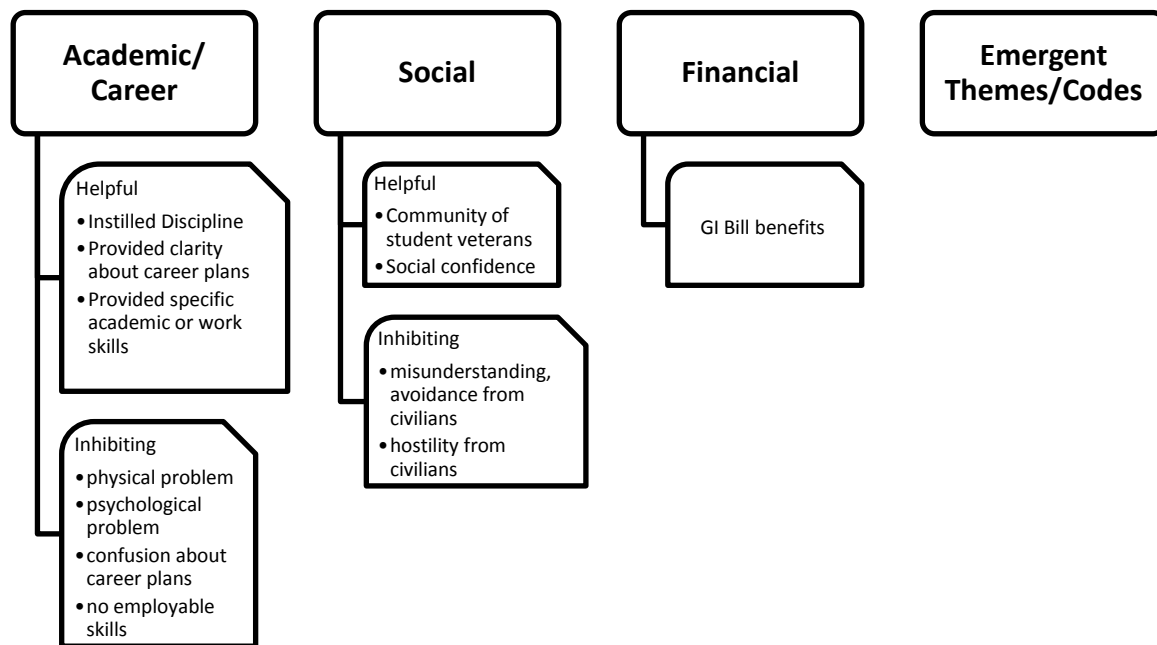 Academic/
Career
Helpful
•Instilled Discipline
•Provided clarity
about career plans
•Provided specific
academic or work
skills
Inhibiting
•physical problem
•psychological
problem
•confusion about
career plans
•no employable
skills
Social
Helpful
•Community of
student veterans
•Social confidence
Inhibiting
•misunderstanding,
avoidance from
civilians
•hostility from
civilians
Financial
GI Bill benefits
Emergent
Themes/Codes